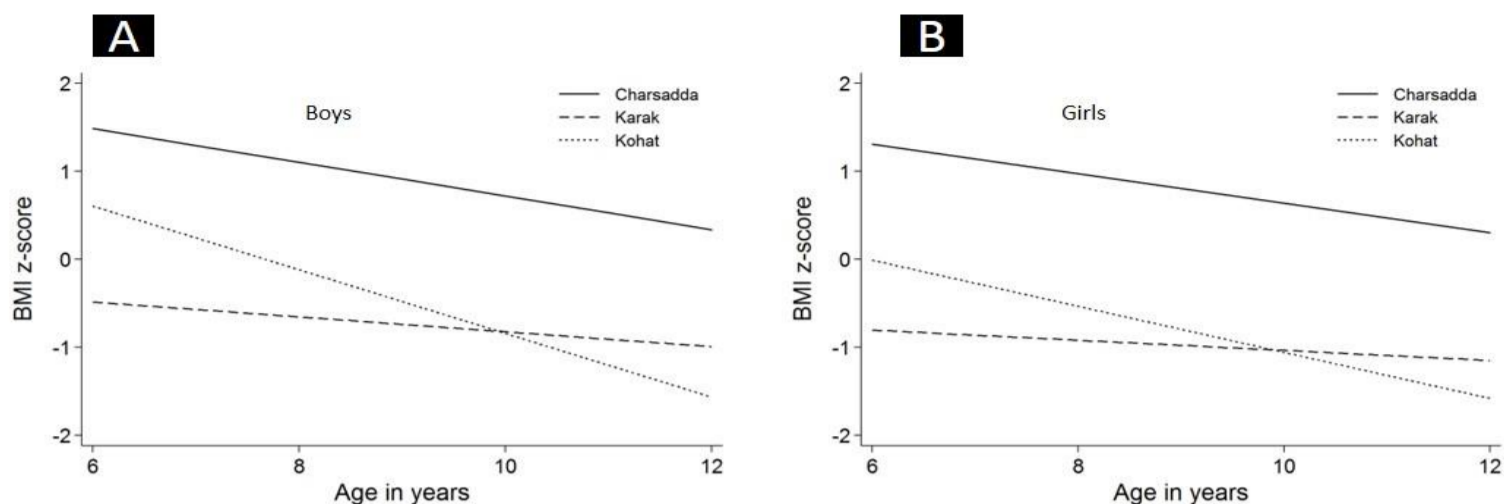 A
2
1
0
-1
-2
BMI z-score
Boys
Charsadda
Karak
Kohat
6
8
10
12
Age in years
B
2
1
0
-1
-2
BMI z-score
Girls
Charsadda
Karak
Kohat
6
8
10
12
Age in years